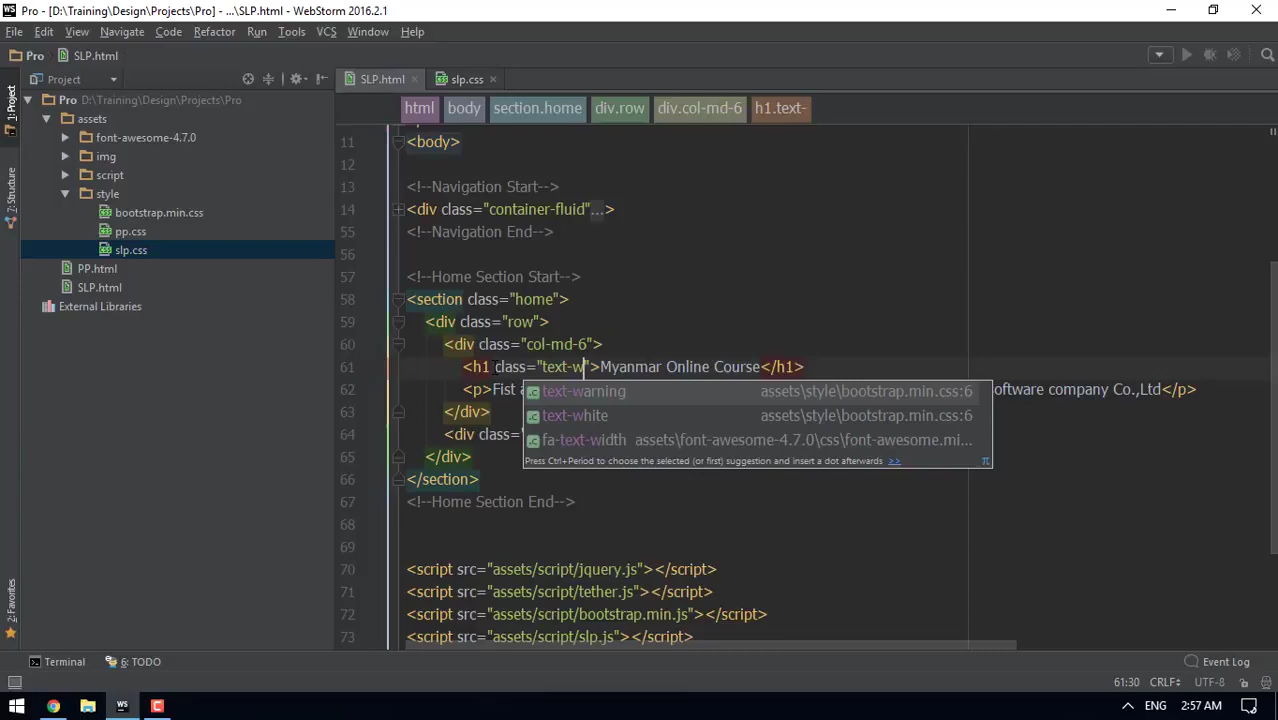 Pro - [D:\Training\Design\Projects\Pro] - ...\SLP.html - WebStorm 2016.2.1
File Edit View Navigate Code Refactor Run Tools VCS Window Help
Pro SLP.html
Project
SLP.html
slp.css
html body section.home div.row div.col-md-6 h1.text-
1: Project
7: Structure
2: Favorites
Pro D:\Training\Design\Projects\Pro
assets
font-awesome-4.7.0
img
script
style
bootstrap.min.css
pp.css
slp.css
PP.html
SLP.html
External Libraries
11 <body>
12
13 <!--Navigation Start-->
14 <div class="container-fluid"...>
55 <!--Navigation End-->
56
57 <!--Home Section Start-->
58 <section class="home">
59 <div class="row">
60 <div class="col-md-6">
61 <h1 class="text-w">Myanmar Online Course</h1>
62 <p>Fist software company Co.,Ltd</p>
63 </div>
64 <div class="
65 </div>
66 </section>
67 <!--Home Section End-->
68
69
70 <script src="assets/script/jquery.js"></script>
71 <script src="assets/script/tether.js"></script>
72 <script src="assets/script/bootstrap.min.js"></script>
73 <script src="assets/script/slp.js"></script>
text-warning assets\style\bootstrap.min.css:6
text-white assets\style\bootstrap.min.css:6
fa-text-width assets\font-awesome-4.7.0\css\font-awesome.mi...
Press Ctrl+Period to choose the selected (or first) suggestion and insert a dot afterwards >> π
Terminal 6: TODO Event Log
61:30 CRLF UTF-8
WS C ENG 2:57 AM